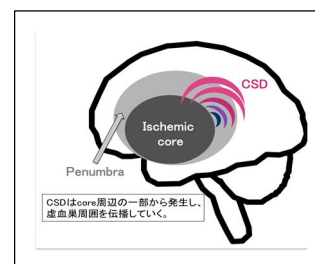 CSD
Ischemic
core
Penumbra
CSDはcore周辺の一部から発生し、
虚血巣周囲を伝播していく。